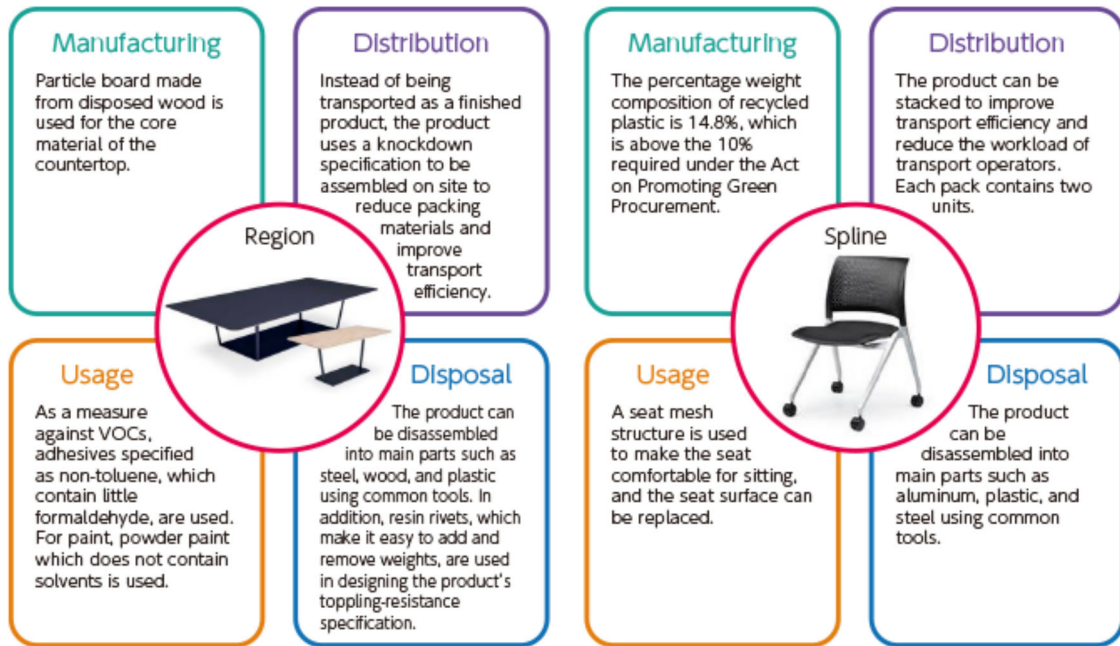 Manufacturing
Particle board made
from disposed wood is
used for the core
material of the
countertop.
Distribution
Instead of being
transported as a finished
product, the product
uses a knockdown
specification to be
assembled on site to
reduce packing
materials and
improve
transport
efficiency.
Region
Usage
As a measure
against VOCs,
adhesives specified
as non-toluene, which
contain little
formaldehyde, are used.
For paint, powder paint
which does not contain
solvents is used.
Disposal
The product can
be disassembled
into main parts such as
steel, wood, and plastic
using common tools. In
addition, resin rivets, which
make it easy to add and
remove weights, are used
in designing the product's
toppling-resistance
specification.
Manufacturing
The percentage weight
composition of recycled
plastic is 14.8%, which
is above the 10%
required under the Act
on Promoting Green
Procurement.
Distribution
The product can be
stacked to improve
transport efficiency and
reduce the workload of
transport operators.
Each pack contains two
units.
Spline
Usage
A seat mesh
structure is used
to make the seat
comfortable for sitting,
and the seat surface can
be replaced.
Disposal
The product
can be
disassembled into
main parts such as
aluminum, plastic, and
steel using common
tools.